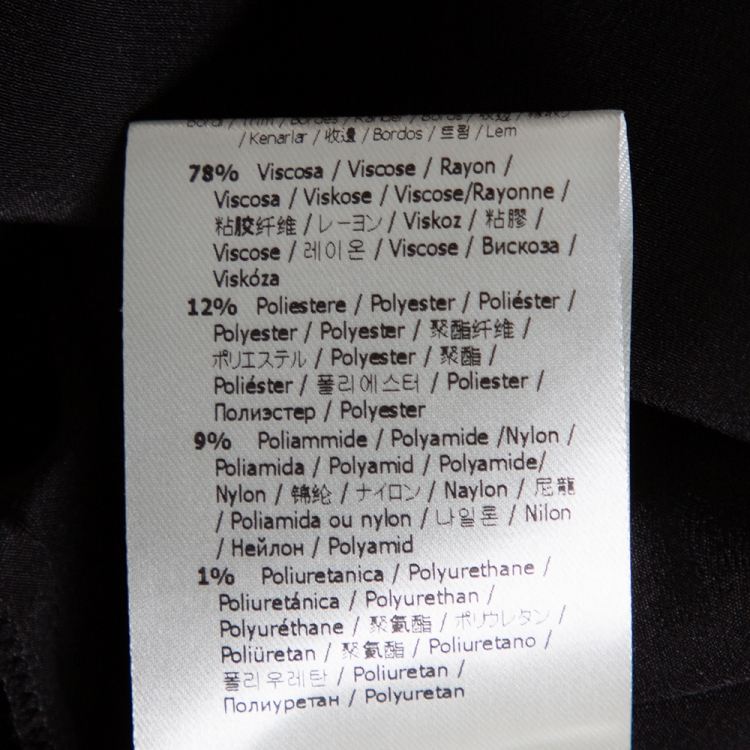 / Kenarlar / 收邊 / Bordos / 트림 / Lem
78% Viscosa / Viscose / Rayon /
Viscosa / Viskose / Viscose/Rayonne /
粘胶纤维 / レーヨン / Viskoz / 粘膠 /
Viscose / 레이온 / Viscose / Вискоза /
Viskóza
12% Poliestere / Polyester / Poliéster /
Polyester / Polyester / 聚酯纤维 /
ポリエステル / Polyester / 聚酯 /
Poliéster / 폴리에스터 / Poliester /
Полиэстер / Polyester
9% Poliammide / Polyamide /Nylon /
Poliamida / Polyamid / Polyamide/
Nylon / 锦纶 / ナイロン / Naylon / 尼龍
/ Poliamida ou nylon / 나일론 / Nilon
/ Нейлон / Polyamid
1% Poliuretanica / Polyurethane /
Poliuretánica / Polyurethan /
Polyuréthane / 聚氨酯 / ポリウレタン /
Poliüretan / 聚氨酯 / Poliuretano /
폴리우레탄 / Poliuretan /
Полиуретан / Polyuretan